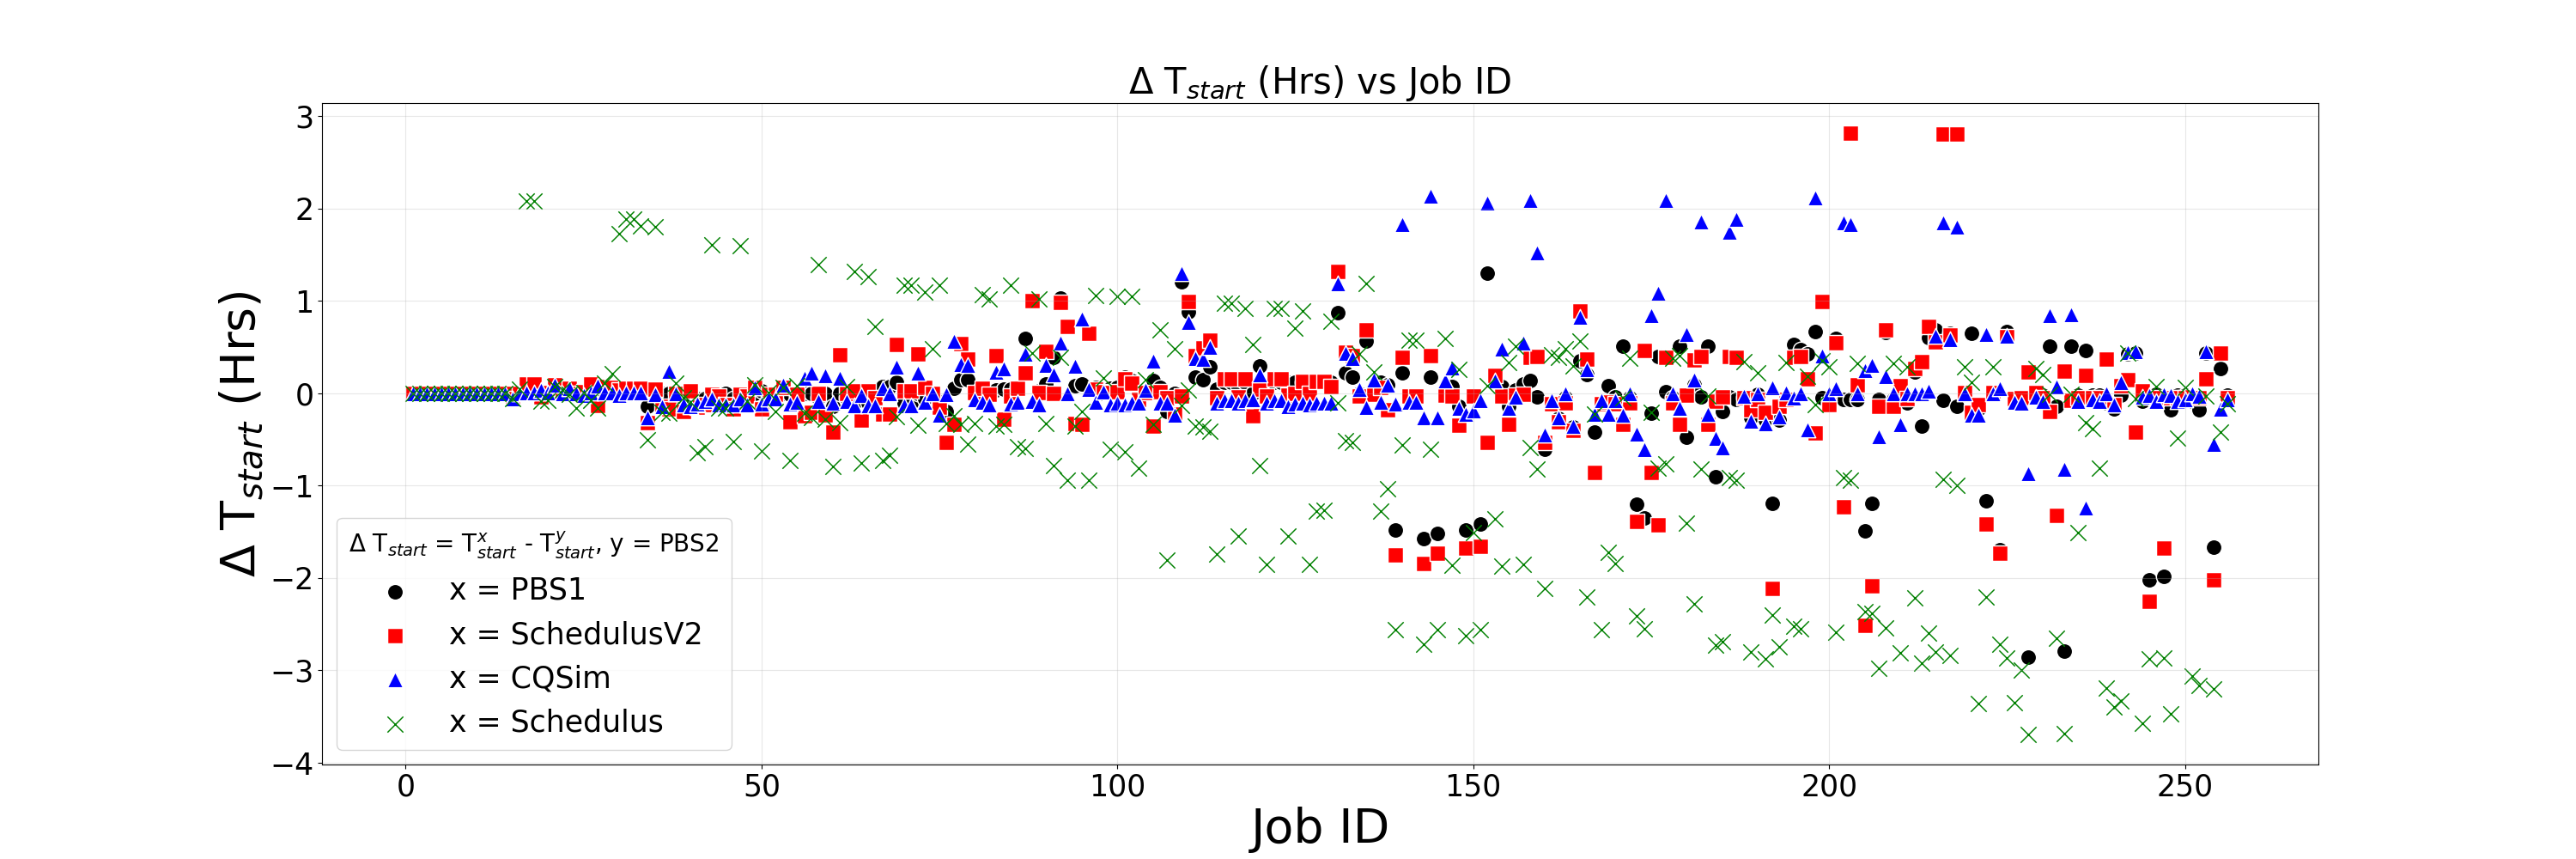 Δ T_start (Hrs) vs Job ID
Δ T_start (Hrs)
3
2
1
0
−1
−2
−3
−4
Δ T_start = T^x_start - T^y_start, y = PBS2
x = PBS1
x = SchedulusV2
x = CQSim
x = Schedulus
0 50 100 150 200 250
Job ID